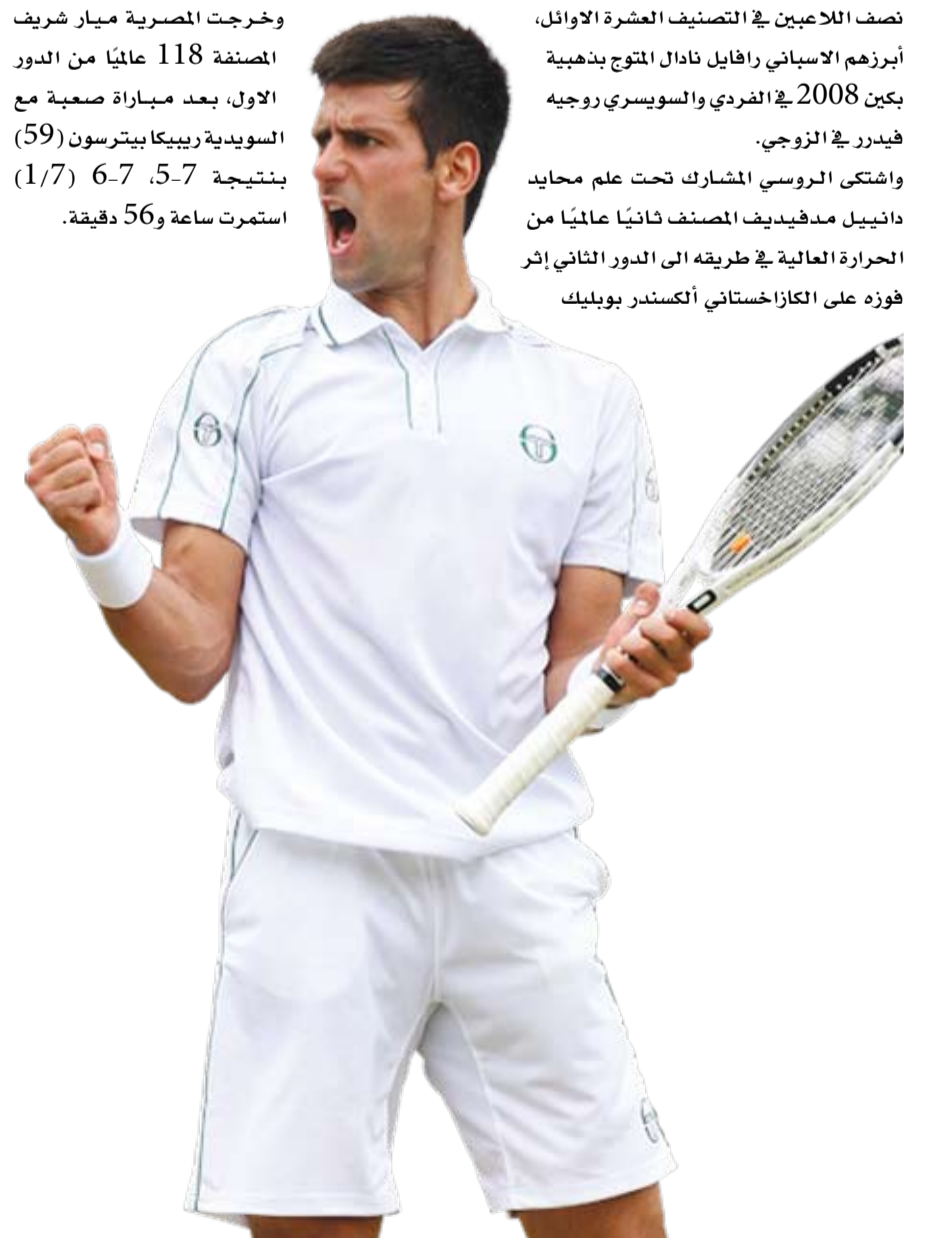 نصف اللاعبين في التصنيف العشرة الاوائل،
أبرزهم الاسباني رافايل نادال المتوج بذهبية
بكين 2008 في الفردي والسويسري روجيه
فيدرر في الزوجي.
واشتكى الروسي المشارك تحت علم محايد
دانييل مدفيديف المصنف ثانيًا عالميًا من
الحرارة العالية في طريقه الى الدور الثاني إثر
فوزه على الكازاخستاني ألكسندر بوبليك
وخرجت المصرية ميار شريف
المصنفة 118 عالميًا من الدور
الاول، بعد مباراة صعبة مع
السويدية ريبيكا بيترسون (59)
بنتيجة 7-5، 7-6 (1/7)
استمرت ساعة و56 دقيقة.